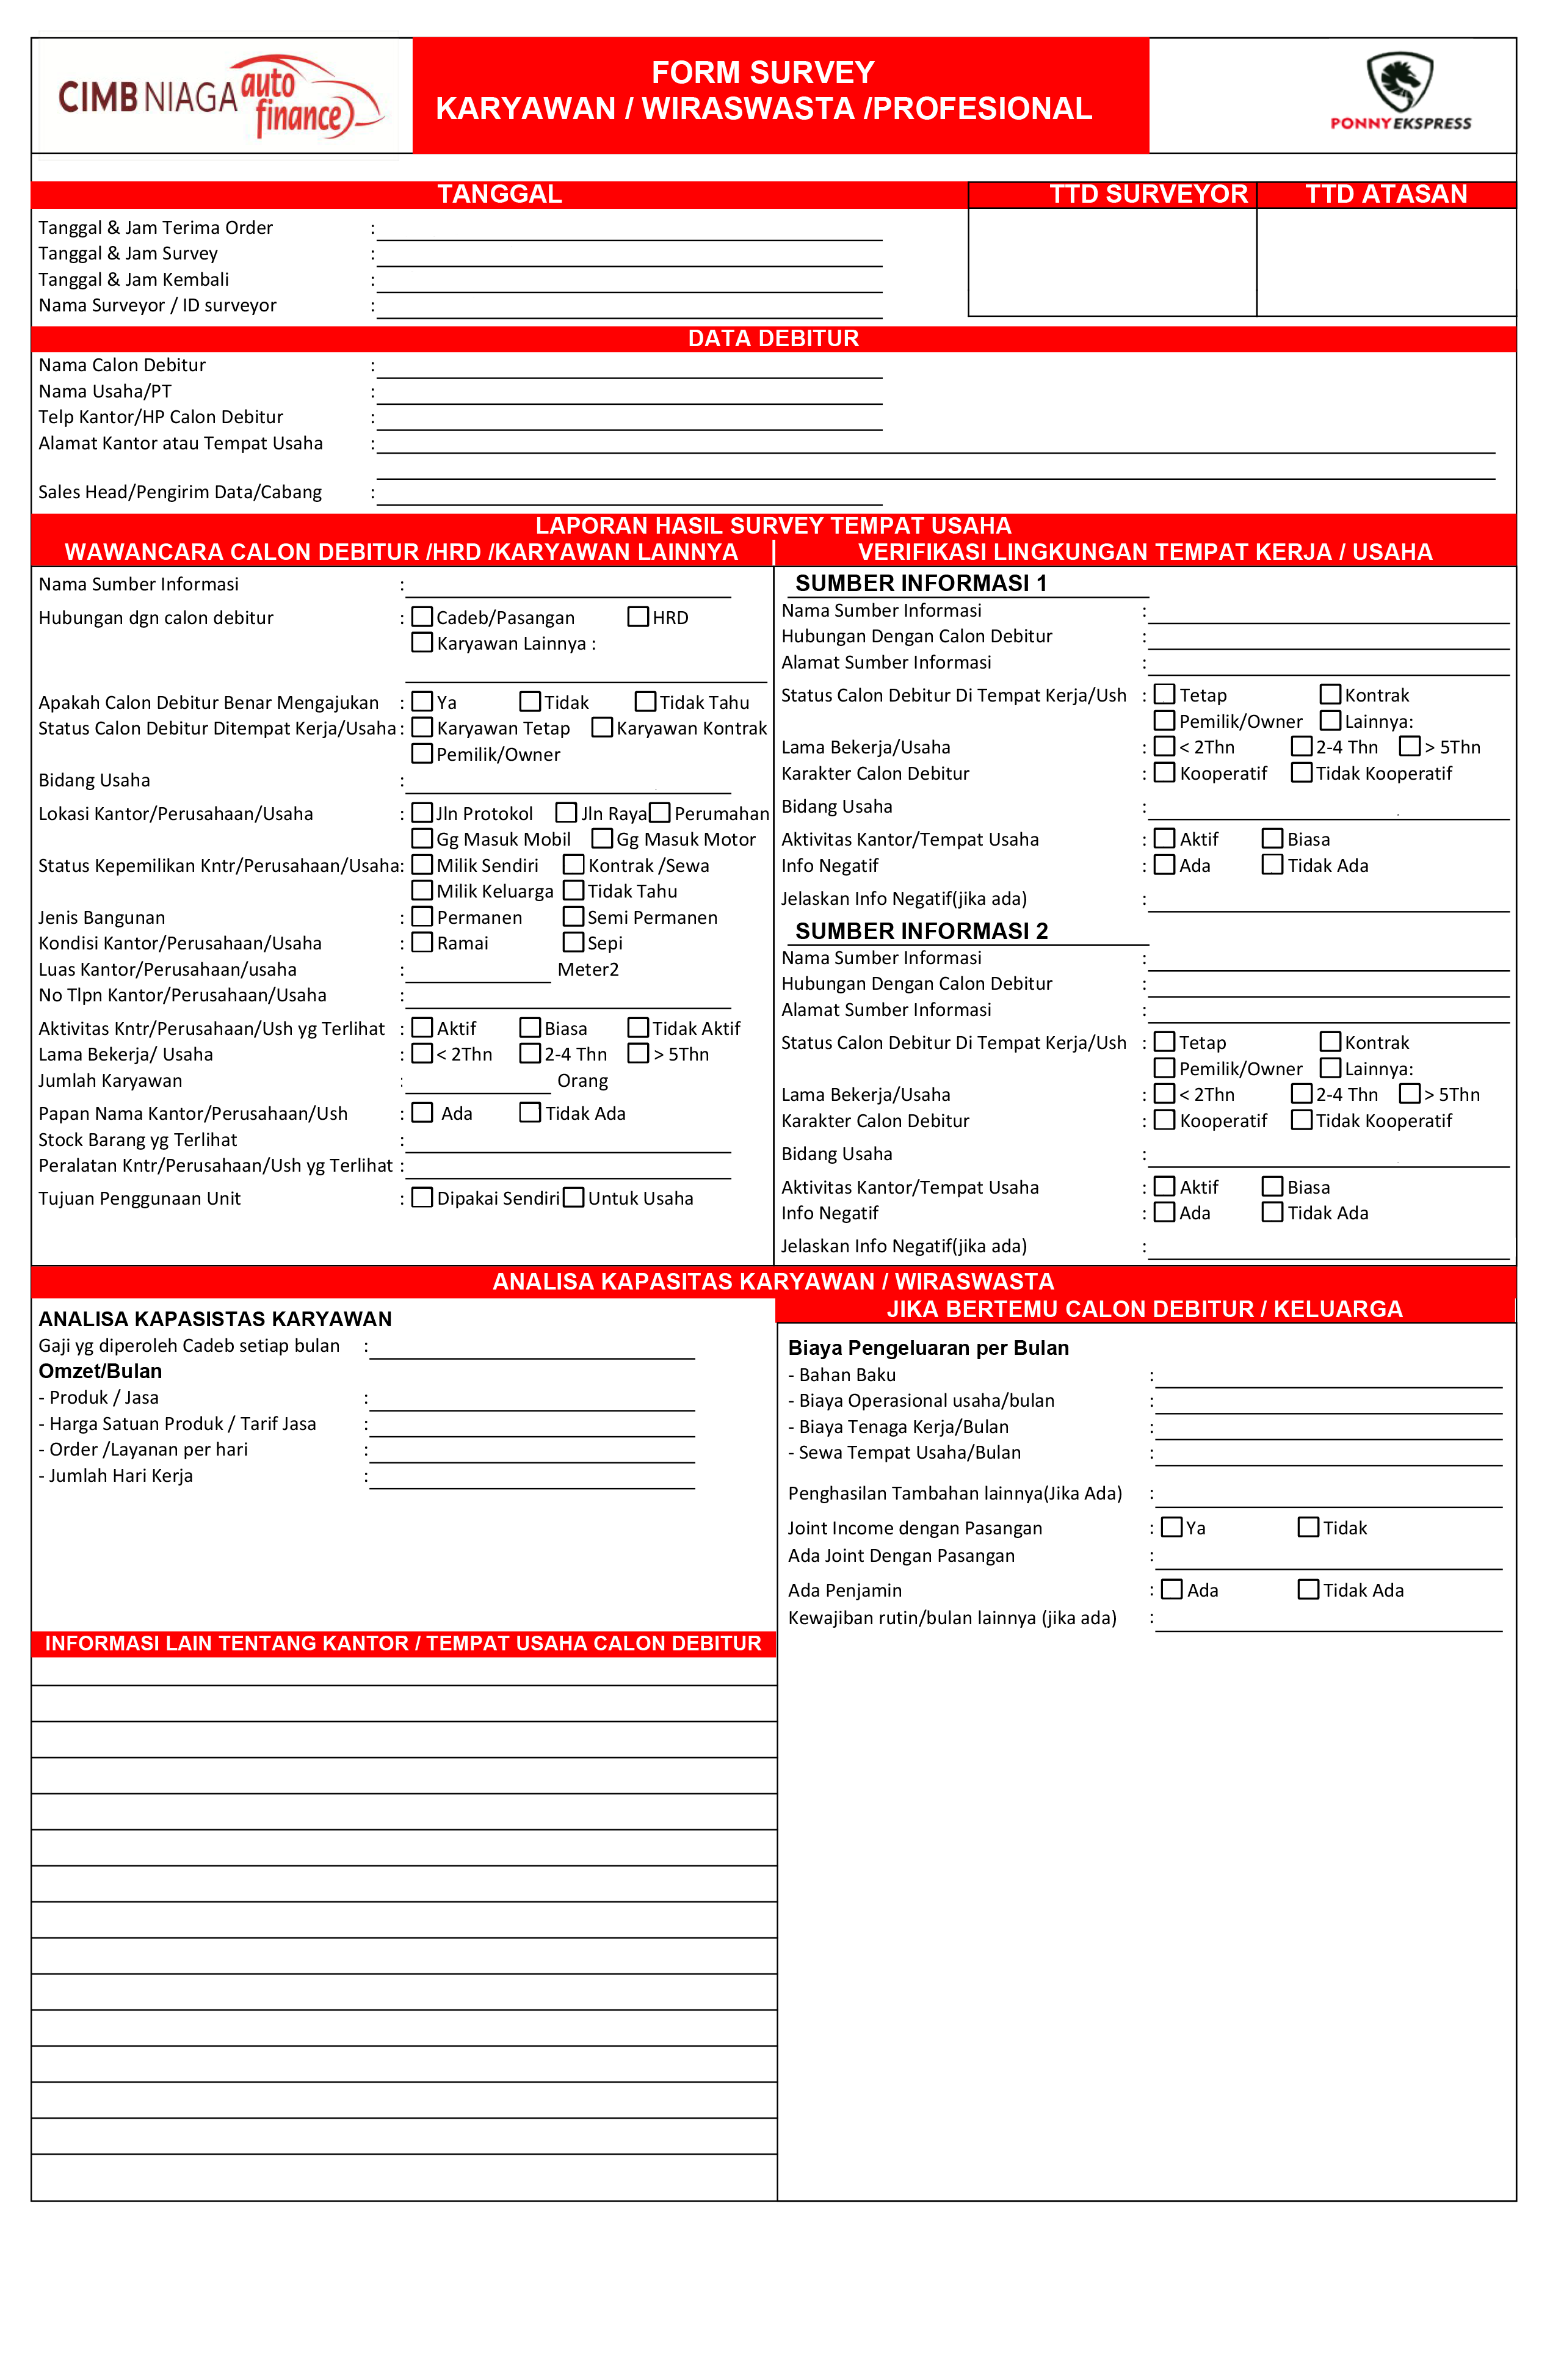 CIMB NIAGA auto finance
FORM SURVEY
KARYAWAN / WIRASWASTA /PROFESIONAL
PONNYEKSPRESS
TANGGAL
TTD SURVEYOR
TTD ATASAN
Tanggal & Jam Terima Order :
Tanggal & Jam Survey :
Tanggal & Jam Kembali :
Nama Surveyor / ID surveyor :
DATA DEBITUR
Nama Calon Debitur :
Nama Usaha/PT :
Telp Kantor/HP Calon Debitur :
Alamat Kantor atau Tempat Usaha :
Sales Head/Pengirim Data/Cabang :
LAPORAN HASIL SURVEY TEMPAT USAHA
WAWANCARA CALON DEBITUR /HRD /KARYAWAN LAINNYA
Nama Sumber Informasi :
Hubungan dgn calon debitur : Cadeb/Pasangan HRD
Karyawan Lainnya :
Apakah Calon Debitur Benar Mengajukan : Ya Tidak Tidak Tahu
Status Calon Debitur Ditempat Kerja/Usaha : Karyawan Tetap Karyawan Kontrak
Pemilik/Owner
Bidang Usaha :
Lokasi Kantor/Perusahaan/Usaha : Jln Protokol Jln Raya Perumahan
Gg Masuk Mobil Gg Masuk Motor
Status Kepemilikan Kntr/Perusahaan/Usaha: Milik Sendiri Kontrak /Sewa
Milik Keluarga Tidak Tahu
Jenis Bangunan : Permanen Semi Permanen
Kondisi Kantor/Perusahaan/Usaha : Ramai Sepi
Luas Kantor/Perusahaan/usaha : Meter2
No Tlpn Kantor/Perusahaan/Usaha :
Aktivitas Kntr/Perusahaan/Ush yg Terlihat : Aktif Biasa Tidak Aktif
Lama Bekerja/ Usaha : < 2Thn 2-4 Thn > 5Thn
Jumlah Karyawan : Orang
Papan Nama Kantor/Perusahaan/Ush : Ada Tidak Ada
Stock Barang yg Terlihat :
Peralatan Kntr/Perusahaan/Ush yg Terlihat :
Tujuan Penggunaan Unit : Dipakai Sendiri Untuk Usaha
VERIFIKASI LINGKUNGAN TEMPAT KERJA / USAHA
SUMBER INFORMASI 1
Nama Sumber Informasi :
Hubungan Dengan Calon Debitur :
Alamat Sumber Informasi :
Status Calon Debitur Di Tempat Kerja/Ush : Tetap Kontrak
Pemilik/Owner Lainnya:
Lama Bekerja/Usaha : < 2Thn 2-4 Thn > 5Thn
Karakter Calon Debitur : Kooperatif Tidak Kooperatif
Bidang Usaha :
Aktivitas Kantor/Tempat Usaha : Aktif Biasa
Info Negatif : Ada Tidak Ada
Jelaskan Info Negatif(jika ada) :
SUMBER INFORMASI 2
Nama Sumber Informasi :
Hubungan Dengan Calon Debitur :
Alamat Sumber Informasi :
Status Calon Debitur Di Tempat Kerja/Ush : Tetap Kontrak
Pemilik/Owner Lainnya:
Lama Bekerja/Usaha : < 2Thn 2-4 Thn > 5Thn
Karakter Calon Debitur : Kooperatif Tidak Kooperatif
Bidang Usaha :
Aktivitas Kantor/Tempat Usaha : Aktif Biasa
Info Negatif : Ada Tidak Ada
Jelaskan Info Negatif(jika ada) :
ANALISA KAPASITAS KARYAWAN / WIRASWASTA
ANALISA KAPASISTAS KARYAWAN
Gaji yg diperoleh Cadeb setiap bulan :
Omzet/Bulan
- Produk / Jasa :
- Harga Satuan Produk / Tarif Jasa :
- Order /Layanan per hari :
- Jumlah Hari Kerja :
JIKA BERTEMU CALON DEBITUR / KELUARGA
Biaya Pengeluaran per Bulan
- Bahan Baku :
- Biaya Operasional usaha/bulan :
- Biaya Tenaga Kerja/Bulan :
- Sewa Tempat Usaha/Bulan :
Penghasilan Tambahan lainnya(Jika Ada) :
Joint Income dengan Pasangan : Ya Tidak
Ada Joint Dengan Pasangan :
Ada Penjamin : Ada Tidak Ada
Kewajiban rutin/bulan lainnya (jika ada) :
INFORMASI LAIN TENTANG KANTOR / TEMPAT USAHA CALON DEBITUR